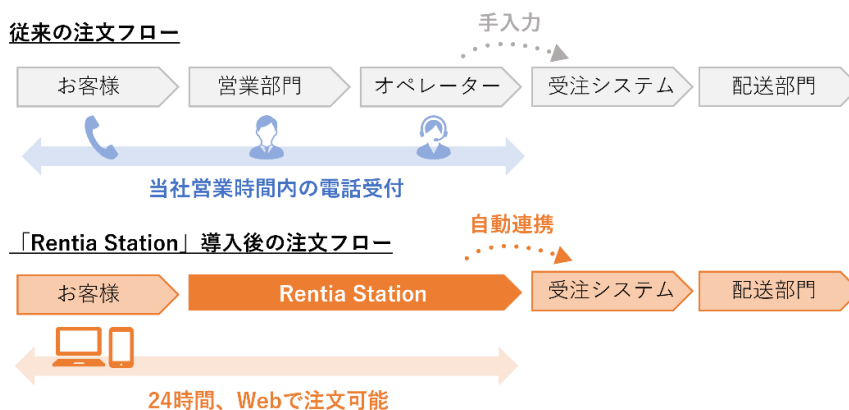 従来の注文フロー
手入力
お客様
営業部門
オペレーター
受注システム
配送部門
当社営業時間内の電話受付
「Rentia Station」導入後の注文フロー
自動連携
お客様
Rentia Station
受注システム
配送部門
24時間、Webで注文可能